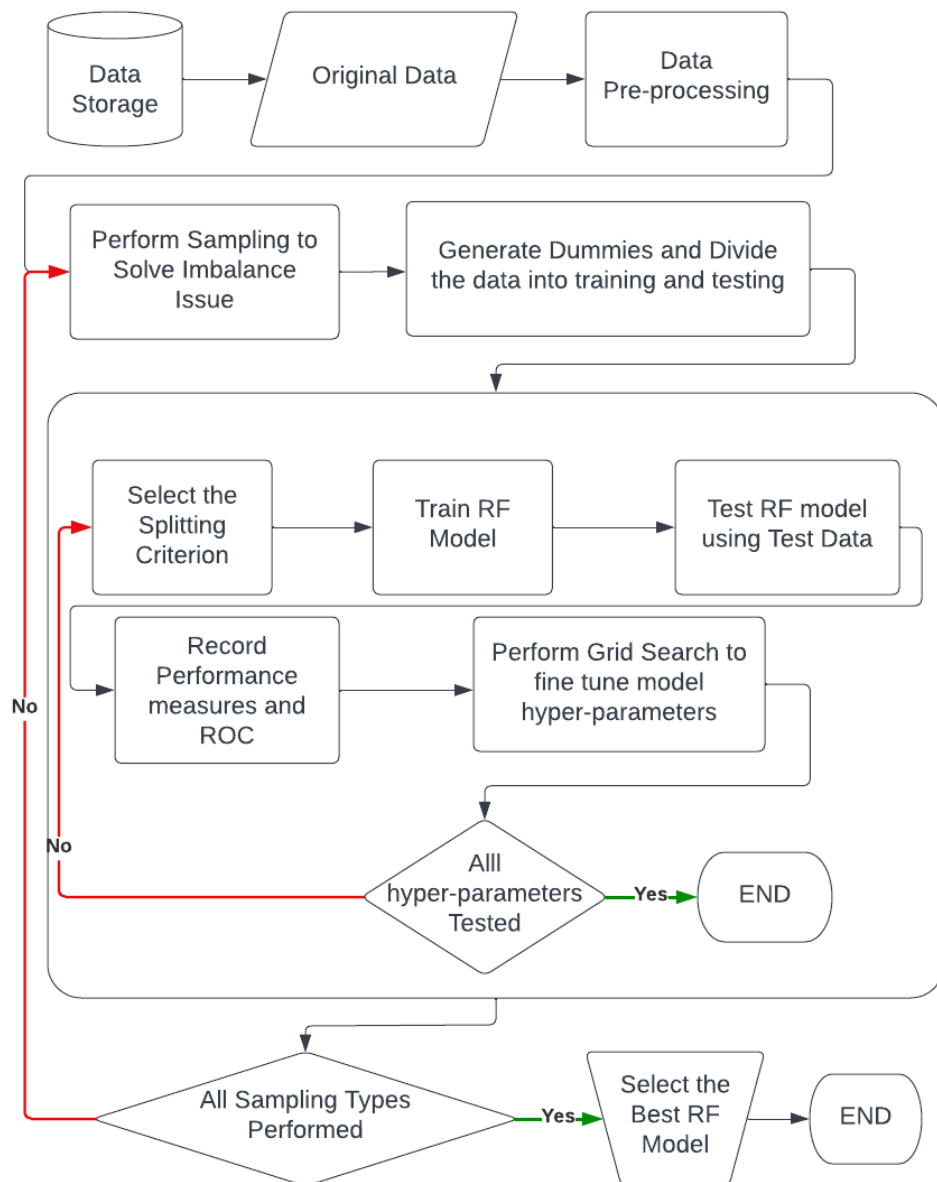 Data
Storage
Original Data
Data
Pre-processing
Perform Sampling to
Solve Imbalance
Issue
Generate Dummies and Divide
the data into training and testing
Select the
Splitting
Criterion
Train RF
Model
Test RF model
using Test Data
Record
Performance
measures and
ROC
Perform Grid Search to
fine tune model
hyper-parameters
No
No
Alll
hyper-parameters
Tested
Yes
END
All Sampling Types
Performed
Yes
Select the
Best RF
Model
END